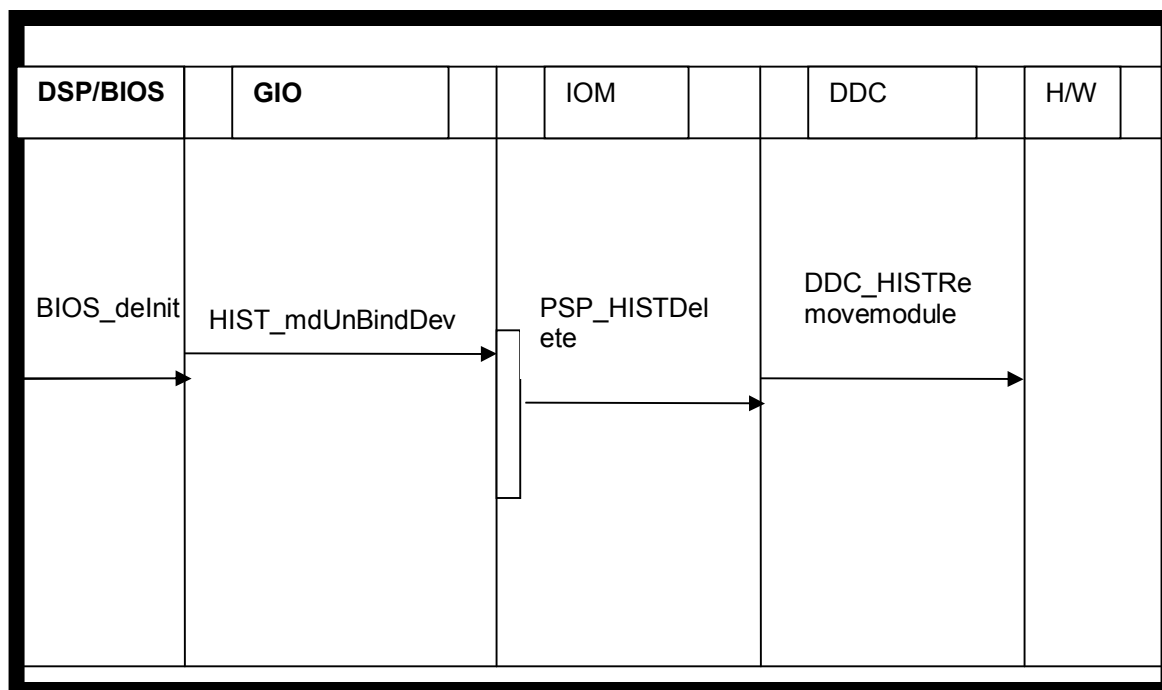 DSP/BIOS
GIO
IOM
DDC
H/W
BIOS_deInit
HIST_mdUnBindDev
PSP_HISTDel
ete
DDC_HISTRe
movemodule